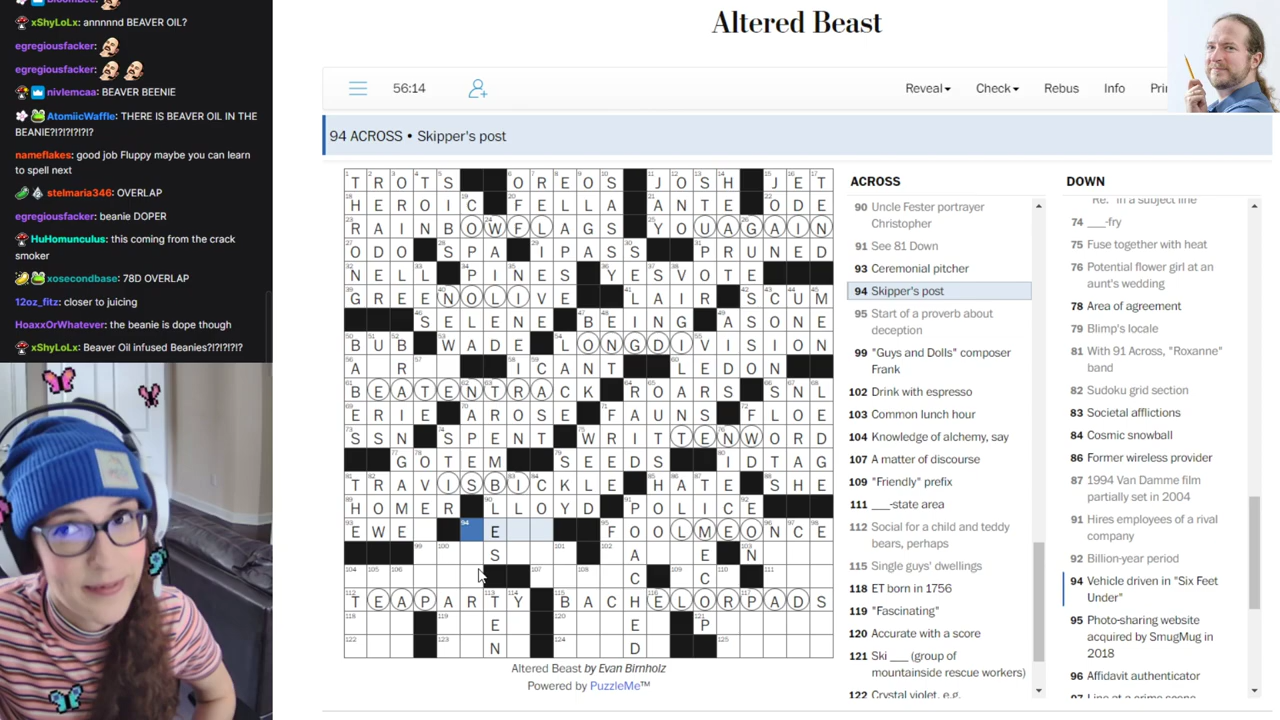 xShyLoLx: annnnnd BEAVER OIL?
egregiousfacker:
egregiousfacker:
nivlemcaa: BEAVER BEENIE
AtomiicWaffle: THERE IS BEAVER OIL IN THE
BEANIE?!?!?!?!?
nameflakes: good job Fluppy maybe you can learn
to spell next
stelmaria346: OVERLAP
egregiousfacker: beanie DOPER
HuHomunculus: this coming from the crack
smoker
xosecondbase: 78D OVERLAP
12oz_fitz: closer to juicing
HoaxxOrWhatever: the beanie is dope though
xShyLoLx: Beaver Oil infused Beanies?!?!?!?!?
Altered Beast
56:14
Reveal
Check
Rebus
Info
94 ACROSS • Skipper's post
T R O T S O R E O S J O S H J E T
H E R O I C F E L L A A N T E O D E
R A I N B O W F L A G S Y O U A G A I N
O D O S P A I P A S S P R U N E D
N E L L P I N E S Y E S V O T E
G R E E N O L I V E L A I R S C U M
S E L E N E B E I N G A S O N E
B U B W A D E L O N G D I V I S I O N
A R I C A N T L E D O N
B E A T E N T R A C K R O A R S S N L
E R I E A R O S E F A U N S F L O E
S S N S P E N T W R I T T E N W O R D
G O T E M S E E D S I D T A G
T R A V I S B I C K L E H A T E S H E
H O M E R L L O Y D P O L I C E
E W E E F O O L M E O N C E
S A E N
C C
T E A P A R T Y B A C H E L O R P A D S
E E P
N D
Altered Beast by Evan Birnholz
Powered by PuzzleMe™
ACROSS
90 Uncle Fester portrayer
Christopher
91 See 81 Down
93 Ceremonial pitcher
94 Skipper's post
95 Start of a proverb about
deception
99 "Guys and Dolls" composer
Frank
102 Drink with espresso
103 Common lunch hour
104 Knowledge of alchemy, say
107 A matter of discourse
109 "Friendly" prefix
111 ___-state area
112 Social for a child and teddy
bears, perhaps
115 Single guys' dwellings
118 ET born in 1756
119 "Fascinating"
120 Accurate with a score
121 Ski ___ (group of
mountainside rescue workers)
122 Crystal violet, e.g.
DOWN
"Re:" in a subject line
74 ___-fry
75 Fuse together with heat
76 Potential flower girl at an
aunt's wedding
78 Area of agreement
79 Blimp's locale
81 With 91 Across, "Roxanne"
band
82 Sudoku grid section
83 Societal afflictions
84 Cosmic snowball
86 Former wireless provider
87 1994 Van Damme film
partially set in 2004
91 Hires employees of a rival
company
92 Billion-year period
94 Vehicle driven in "Six Feet
Under"
95 Photo-sharing website
acquired by SmugMug in
2018
96 Affidavit authenticator
97 Line at a crime scene